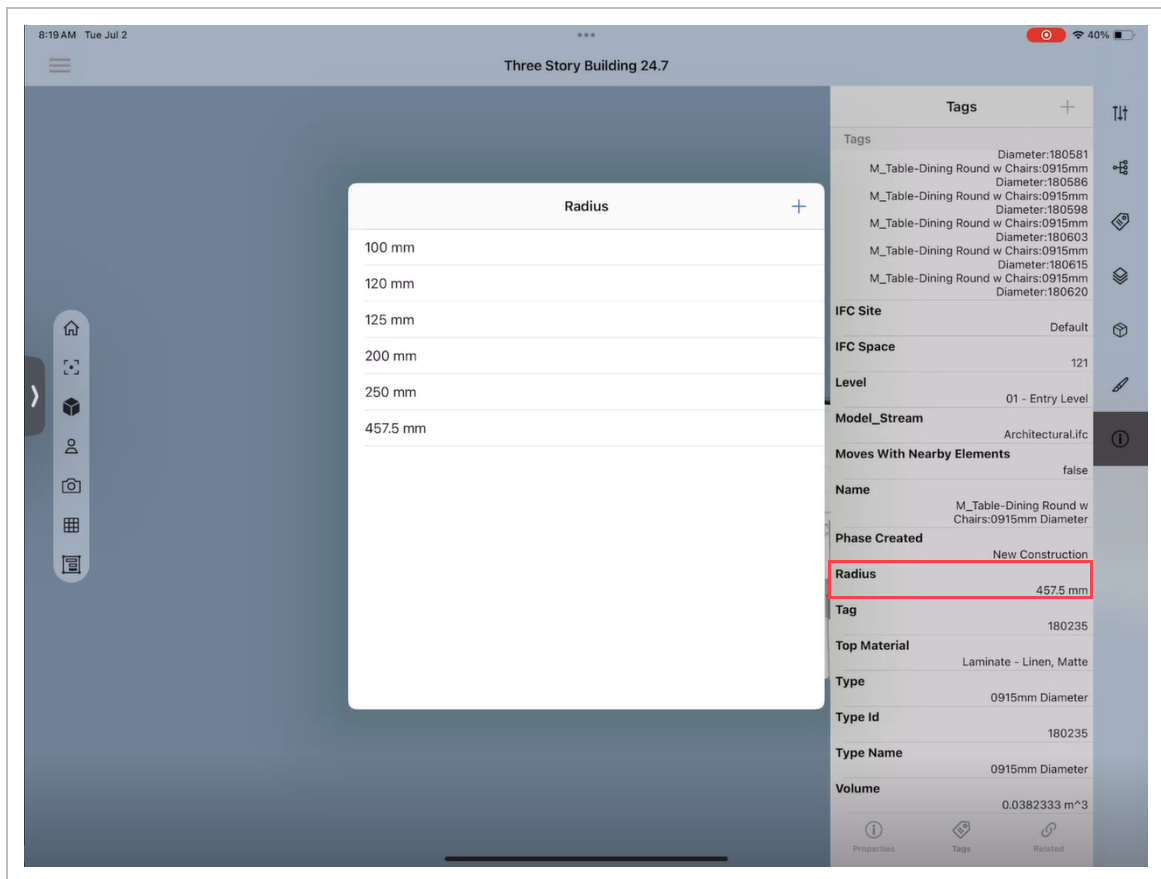 8:19 AM Tue Jul 2
40%
Three Story Building 24.7
Radius
100 mm
120 mm
125 mm
200 mm
250 mm
457.5 mm
Tags
Tags
Diameter:180581
M_Table-Dining Round w Chairs:0915mm
Diameter:180586
M_Table-Dining Round w Chairs:0915mm
Diameter:180598
M_Table-Dining Round w Chairs:0915mm
Diameter:180603
M_Table-Dining Round w Chairs:0915mm
Diameter:180615
M_Table-Dining Round w Chairs:0915mm
Diameter:180620
IFC Site
Default
IFC Space
121
Level
01 - Entry Level
Model_Stream
Architectural.ifc
Moves With Nearby Elements
false
Name
M_Table-Dining Round w
Chairs:0915mm Diameter
Phase Created
New Construction
Radius
457.5 mm
Tag
180235
Top Material
Laminate - Linen, Matte
Type
0915mm Diameter
Type Id
180235
Type Name
0915mm Diameter
Volume
0.0382333 m^3
Properties
Tags
Related